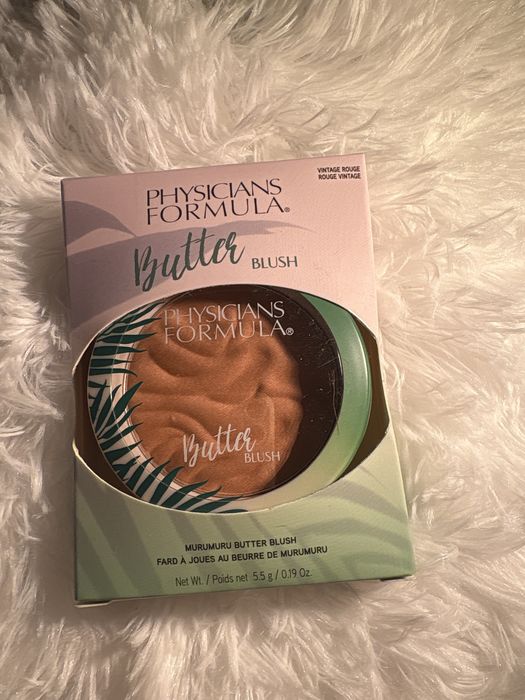 VINTAGE ROUGE
ROUGE VINTAGE
PHYSICIANS
FORMULA®
Butter BLUSH
PHYSICIANS
FORMULA®
Butter
BLUSH
MURUMURU BUTTER BLUSH
FARD À JOUES AU BEURRE DE MURUMURU
Net Wt. / Poids net 5.5 g / 0.19 Oz.